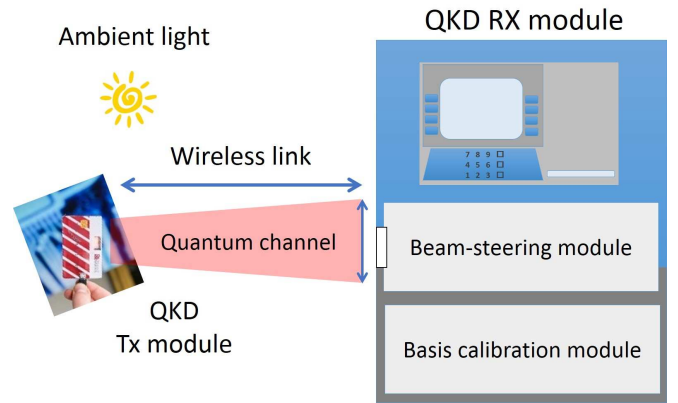 QKD RX module
Ambient light
Wireless link
7 8 9
4 5 6
1 2 3
Quantum channel
Beam-steering module
QKD
Tx module
Basis calibration module